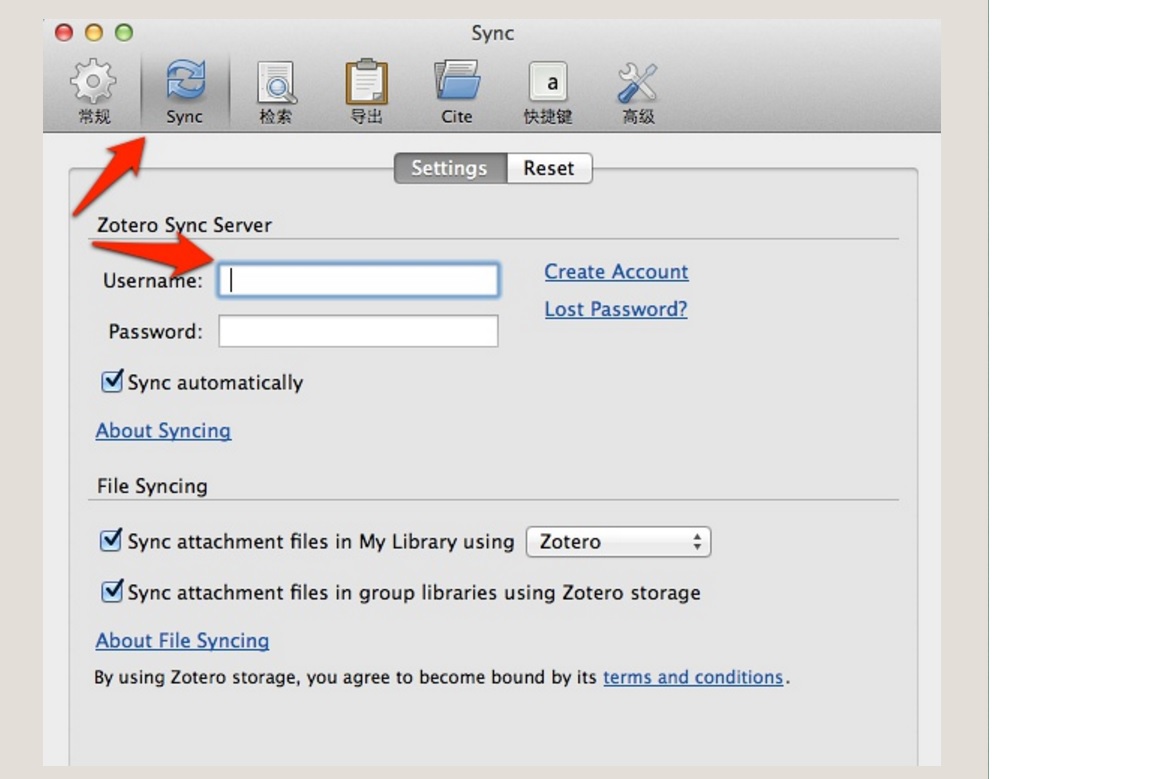 Sync
常规 Sync 检索 导出 Cite 快捷键 高级
Settings Reset
Zotero Sync Server
Username: Create Account
Lost Password?
Password:
Sync automatically
About Syncing
File Syncing
Sync attachment files in My Library using Zotero
Sync attachment files in group libraries using Zotero storage
About File Syncing
By using Zotero storage, you agree to become bound by its terms and conditions.